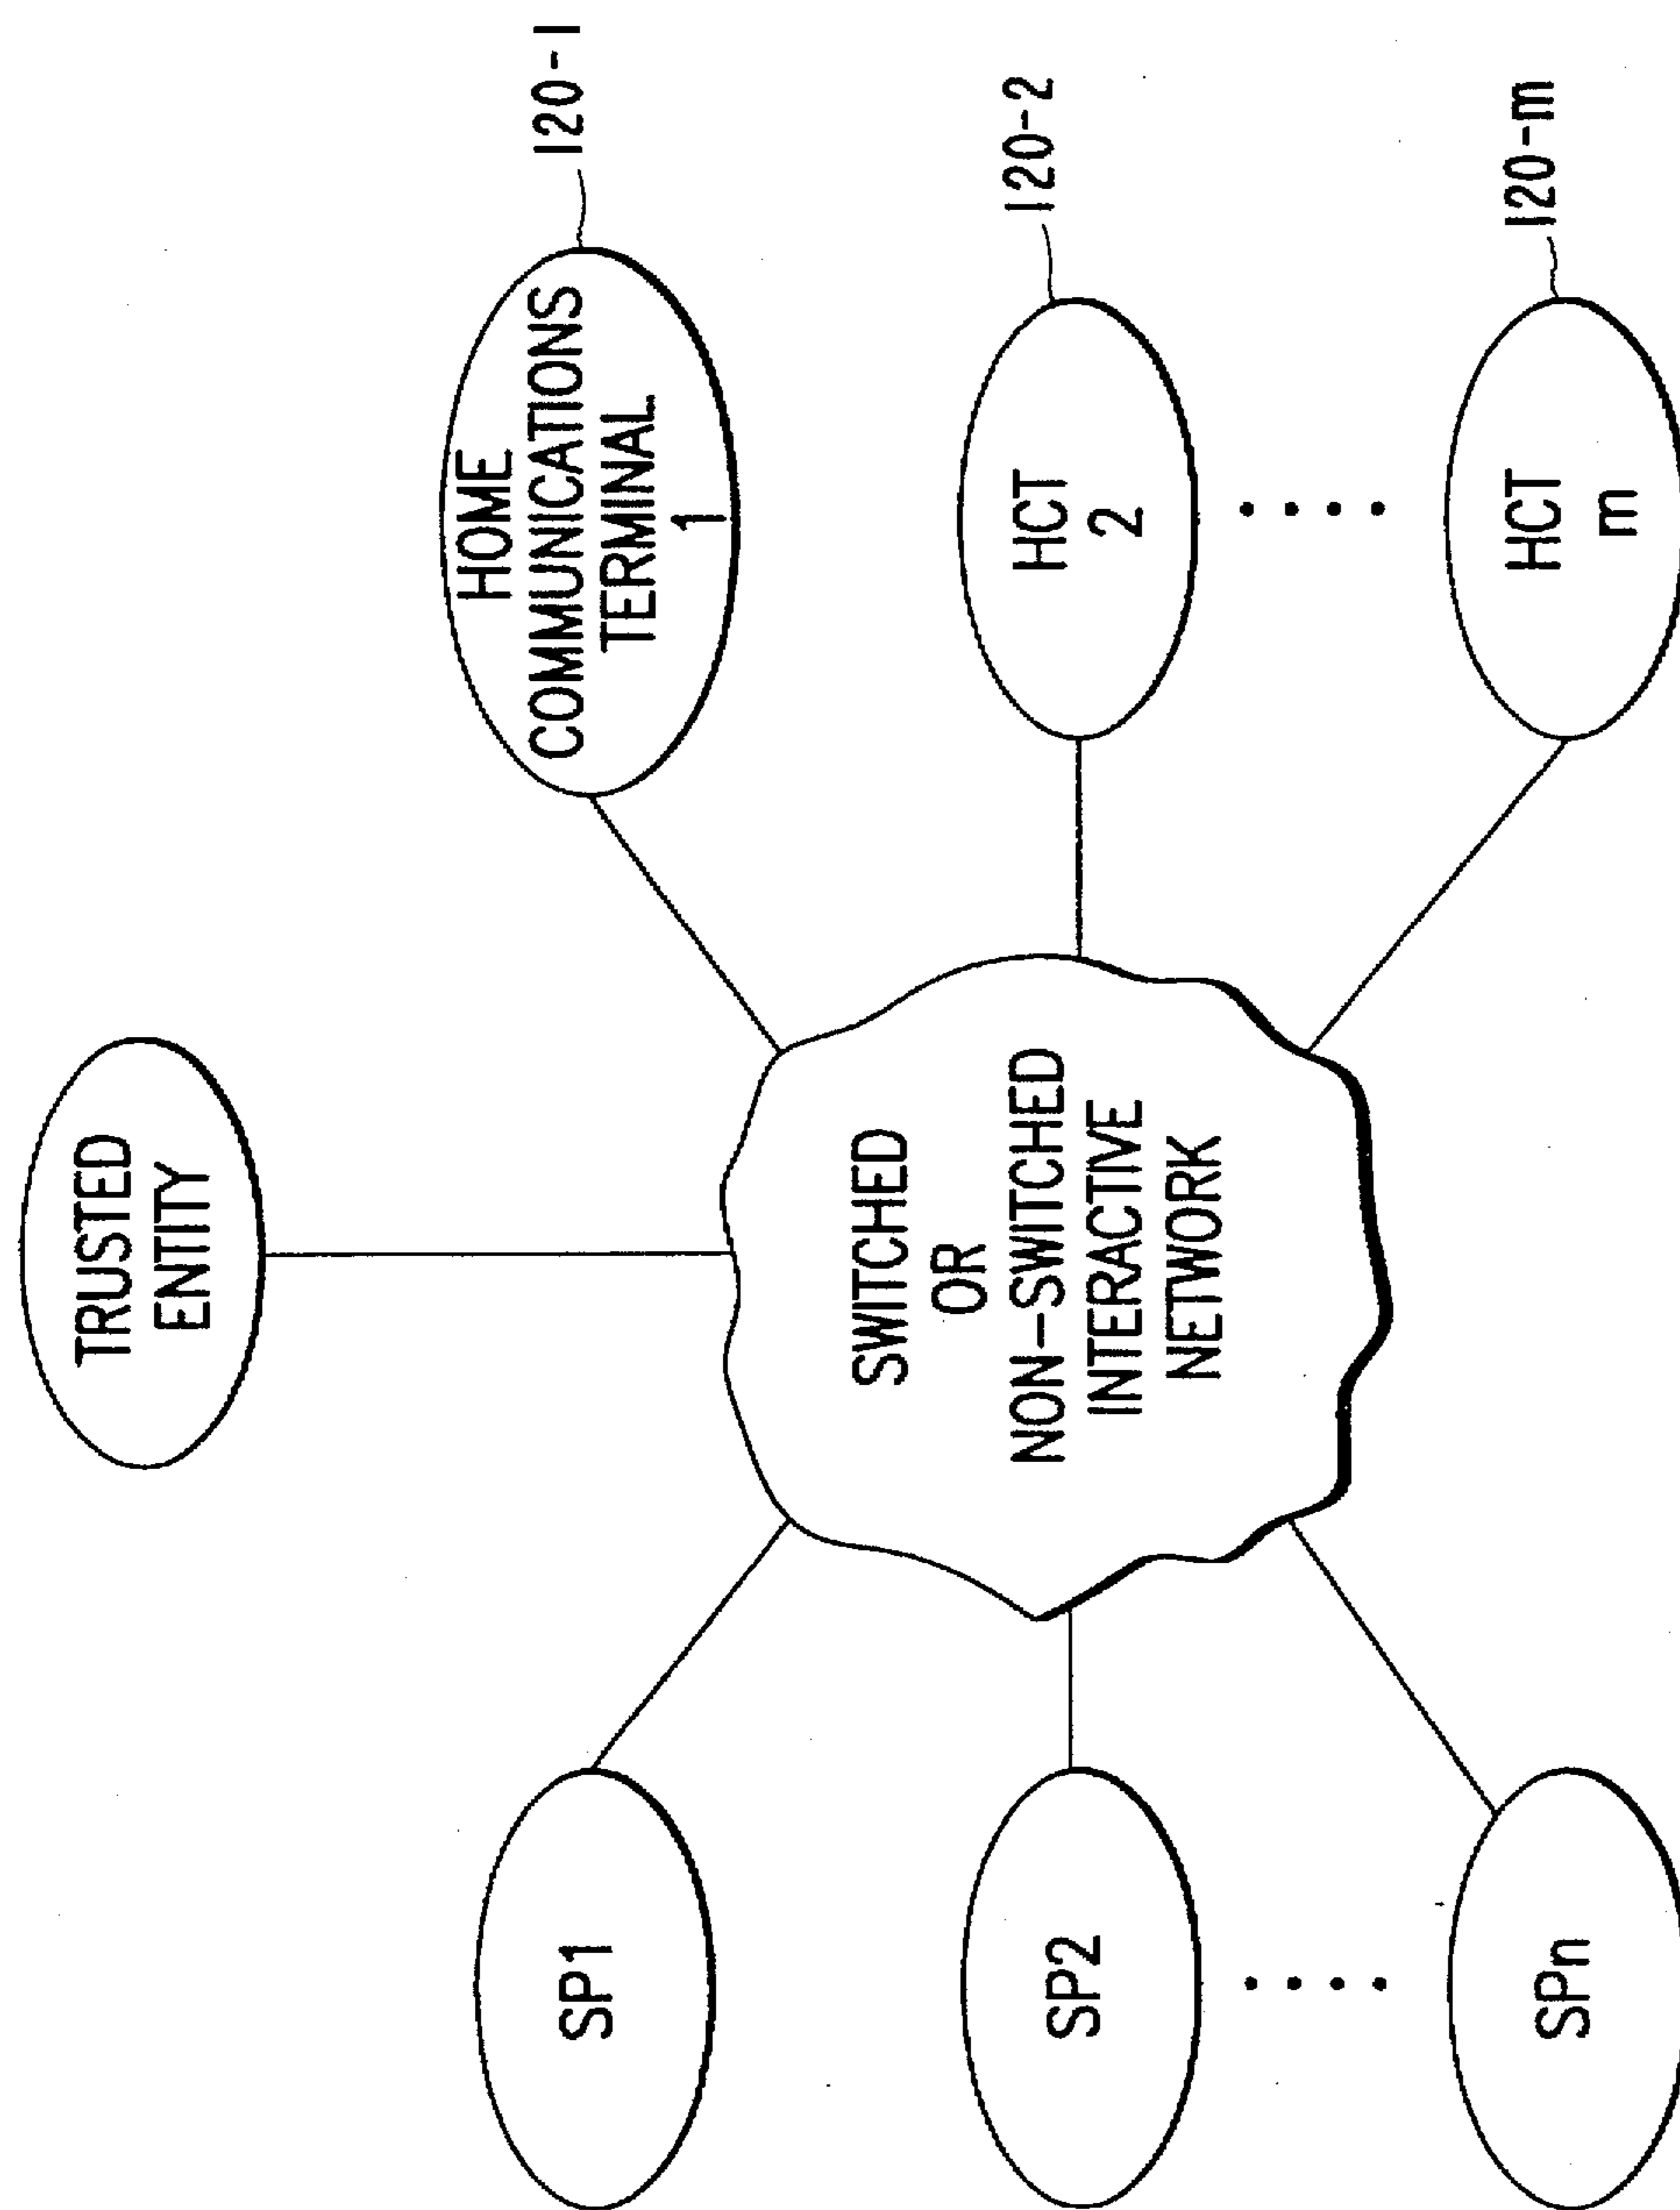 TRUSTED
ENTITY
HOME
COMMUNICATIONS
TERMINAL
1
120-1
SP1
SWITCHED
OR
NON-SWITCHED
INTERACTIVE
NETWORK
HCT
2
120-2
SP2
HCT
m
120-m
SPn